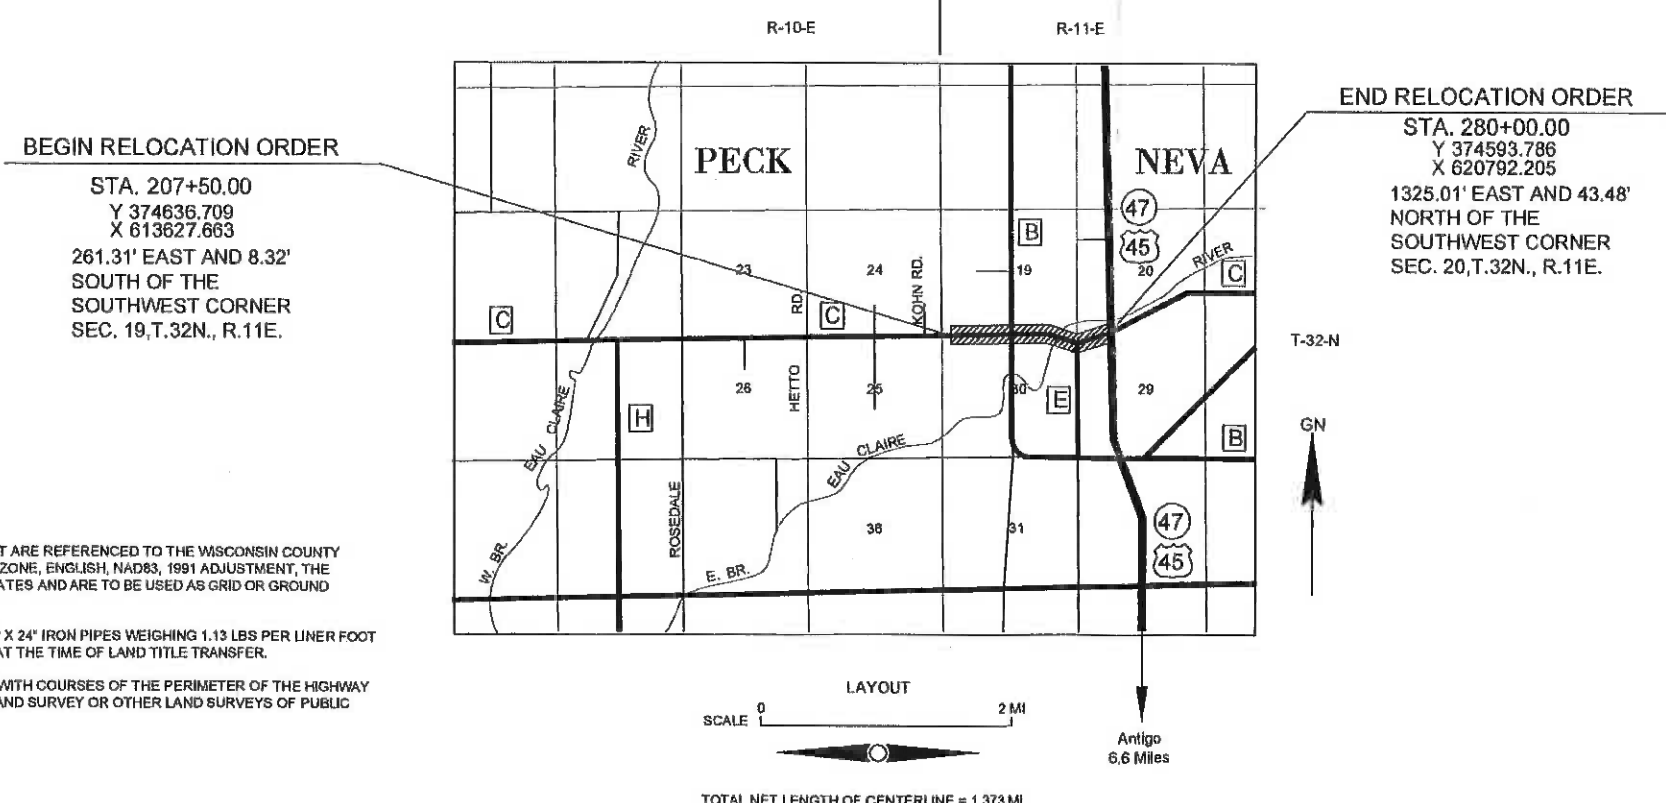 R-10-E
R-11-E
BEGIN RELOCATION ORDER
STA. 207+50.00
Y 374636.709
X 613627.663
261.31' EAST AND 8.32'
SOUTH OF THE
SOUTHWEST CORNER
SEC. 19,T.32N., R.11E.
END RELOCATION ORDER
STA. 280+00.00
Y 374593.786
X 620792.205
1325.01' EAST AND 43.48'
NORTH OF THE
SOUTHWEST CORNER
SEC. 20,T.32N., R.11E.
PECK
NEVA
RIVER
47
45
B
23
24
KOHN RD.
19
20
RIVER
C
C
RD.
C
T-32-N
26
HETTO
25
30
E
29
H
EAU CLAIRE
EAU CLAIRE
B
GN
ROSEDALE
36
31
47
45
W. BR.
E. BR.
T ARE REFERENCED TO THE WISCONSIN COUNTY
ZONE, ENGLISH, NAD83, 1991 ADJUSTMENT, THE
ATES AND ARE TO BE USED AS GRID OR GROUND
X 24" IRON PIPES WEIGHING 1.13 LBS PER LINER FOOT
AT THE TIME OF LAND TITLE TRANSFER.
WITH COURSES OF THE PERIMETER OF THE HIGHWAY
AND SURVEY OR OTHER LAND SURVEYS OF PUBLIC
LAYOUT
SCALE 0 2 MI
Antigo
6.6 Miles
TOTAL NET LENGTH OF CENTERLINE = 1.373 MI.